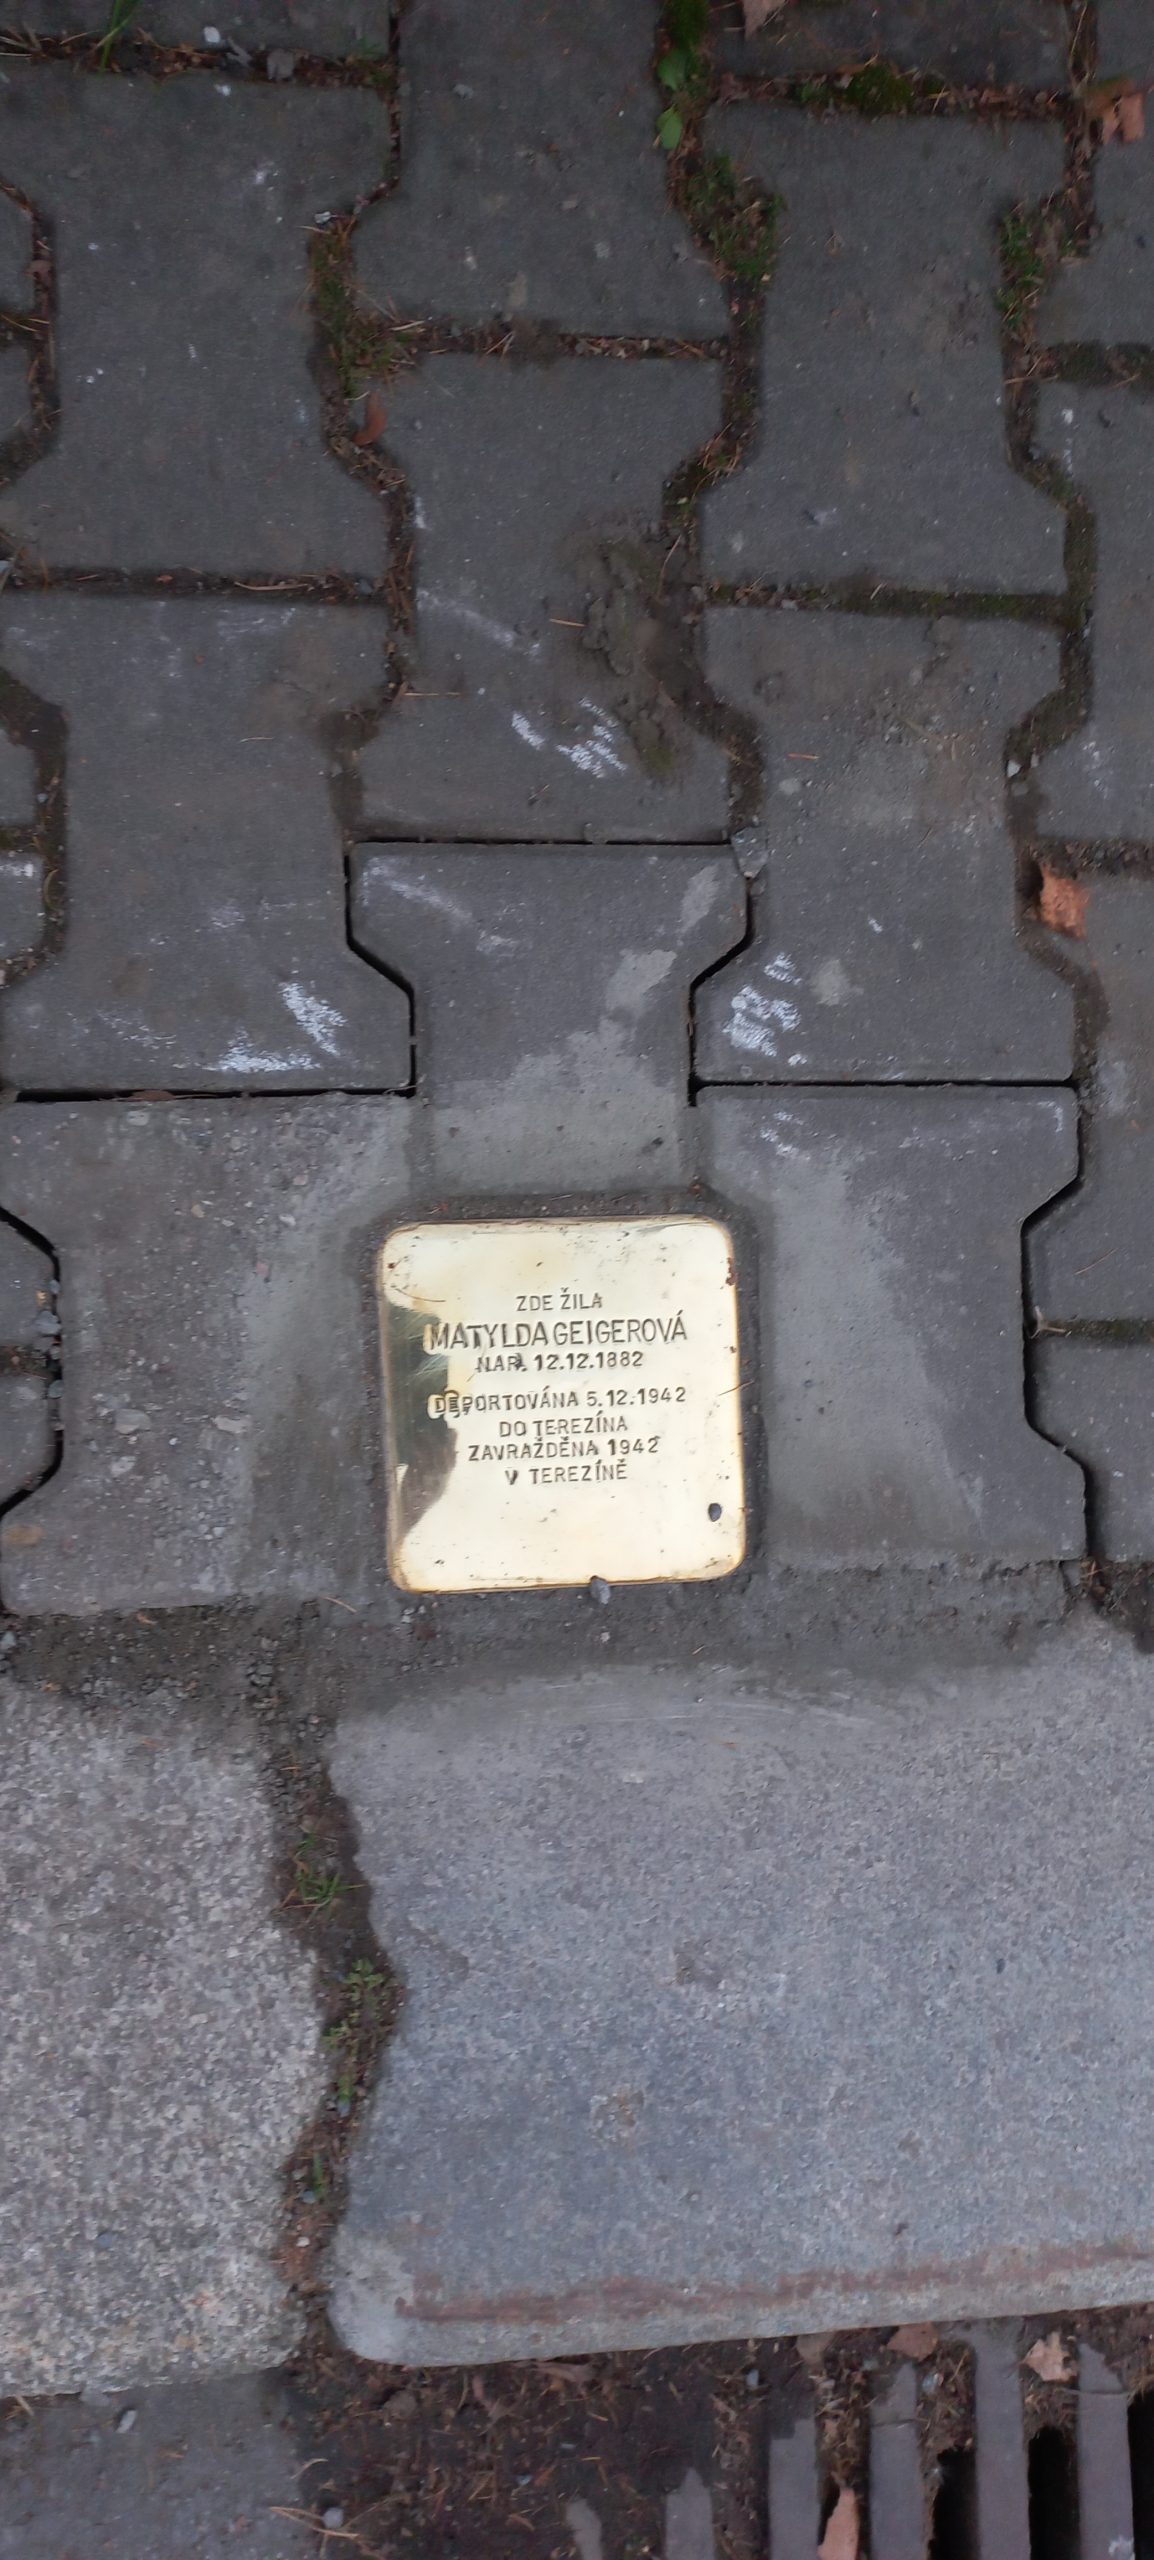 ZDE ŽILA
MATYLDA GEIGEROVÁ
NAR. 12.12.1882
DEPORTOVÁNA 5.12.1942
DO TEREZÍNA
ZAVRAŽDĚNA 1942
V TEREZÍNĚ